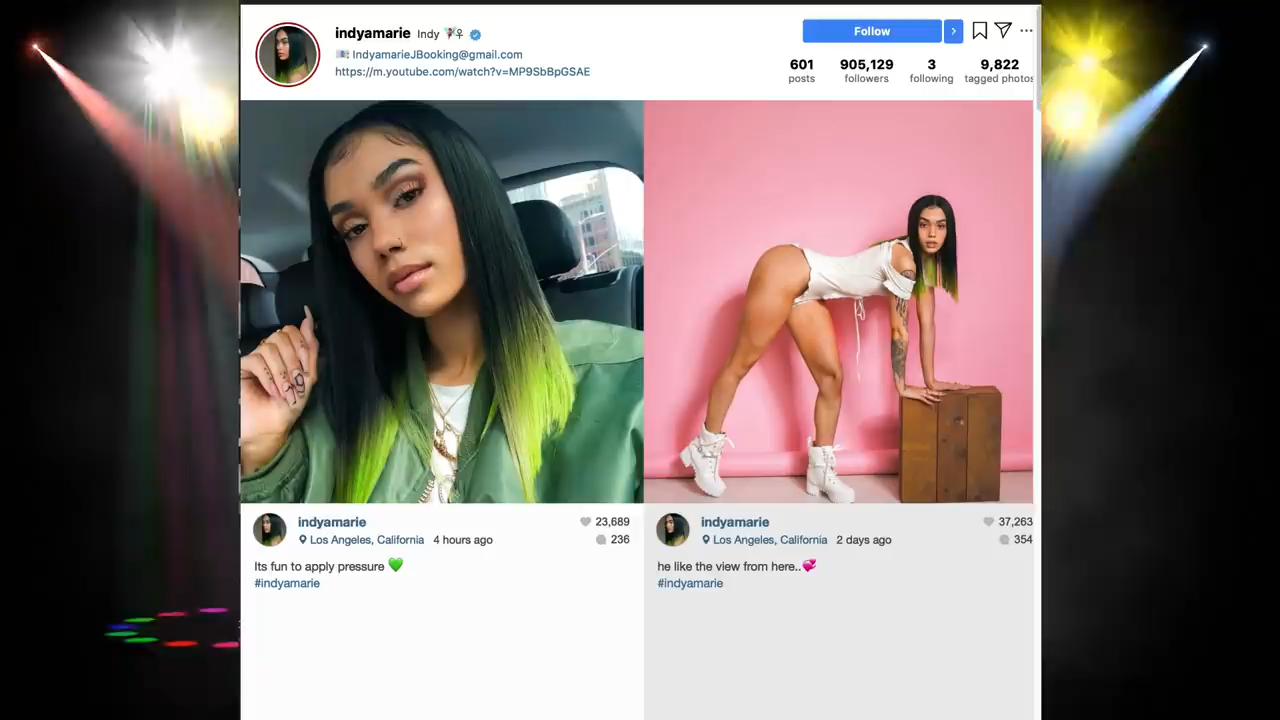 indyamarie Indy
IndyamarieJBooking@gmail.com
https://m.youtube.com/watch?v=MP9SbBpGSAE
Follow
601 905,129 3 9,822
posts followers following tagged photos
indyamarie 23,689
Los Angeles, California 4 hours ago 236
Its fun to apply pressure 💚
#indyamarie
indyamarie 37,263
Los Angeles, California 2 days ago 354
he like the view from here..💞
#indyamarie